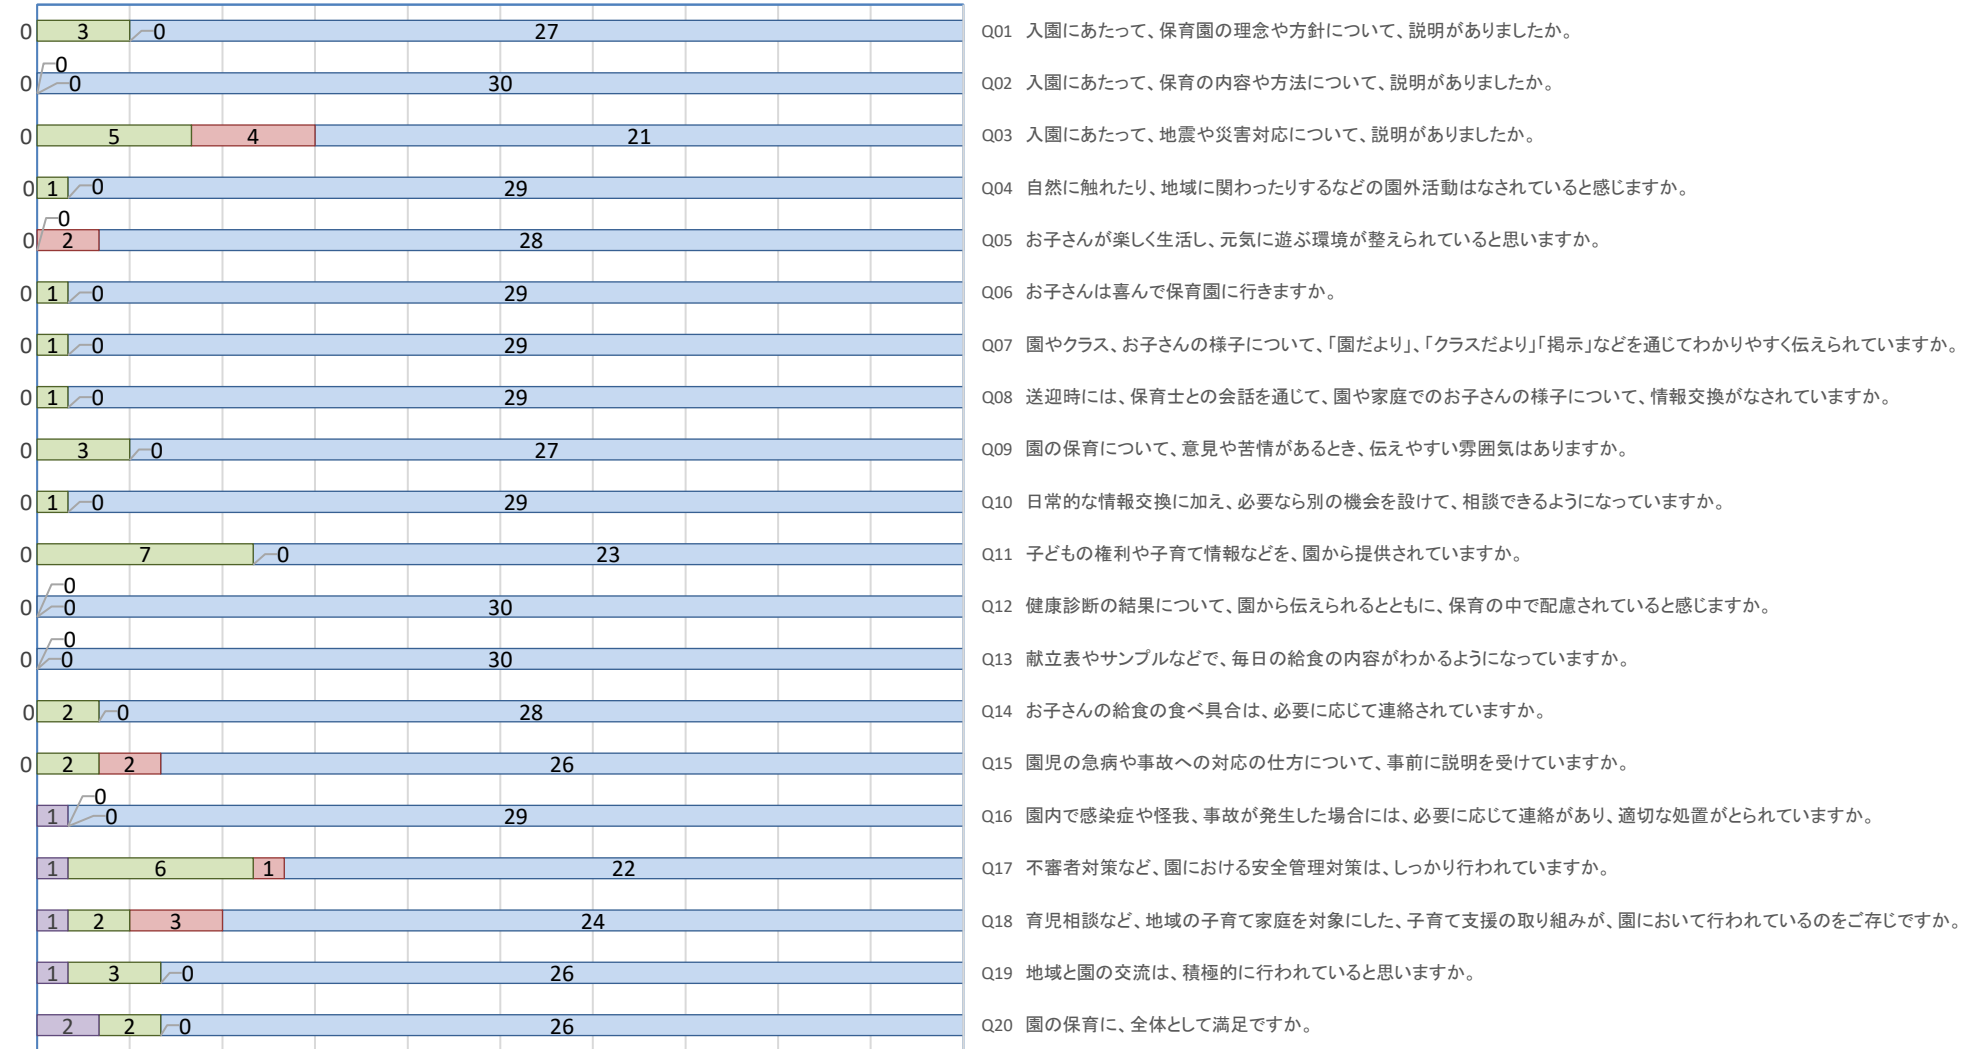 0 3 0 27 Q01 入園にあたって、保育園の理念や方針について、説明がありましたか。
0
0 0 30 Q02 入園にあたって、保育の内容や方法について、説明がありましたか。
0 5 4 21 Q03 入園にあたって、地震や災害対応について、説明がありましたか。
0 1 0 29 Q04 自然に触れたり、地域に関わったりするなどの園外活動はなされていると感じますか。
0
0 2 28 Q05 お子さんが楽しく生活し、元気に遊ぶ環境が整えられていると思いますか。
0 1 0 29 Q06 お子さんは喜んで保育園に行きますか。
0 1 0 29 Q07 園やクラス、お子さんの様子について、「園だより」、「クラスだより」「掲示」などを通じてわかりやすく伝えられていますか。
0 1 0 29 Q08 送迎時には、保育士との会話を通じて、園や家庭でのお子さんの様子について、情報交換がなされていますか。
0 3 0 27 Q09 園の保育について、意見や苦情があるとき、伝えやすい雰囲気はありますか。
0 1 0 29 Q10 日常的な情報交換に加え、必要なら別の機会を設けて、相談できるようになっていますか。
0 7 0 23 Q11 子どもの権利や子育て情報などを、園から提供されていますか。
0
0 0 30 Q12 健康診断の結果について、園から伝えられるとともに、保育の中で配慮されていると感じますか。
0
0 0 30 Q13 献立表やサンプルなどで、毎日の給食の内容がわかるようになっていますか。
0 2 0 28 Q14 お子さんの給食の食べ具合は、必要に応じて連絡されていますか。
0 2 2 26 Q15 園児の急病や事故への対応の仕方について、事前に説明を受けていますか。
0
1 0 29 Q16 園内で感染症や怪我、事故が発生した場合には、必要に応じて連絡があり、適切な処置がとられていますか。
1 6 1 22 Q17 不審者対策など、園における安全管理対策は、しっかり行われていますか。
1 2 3 24 Q18 育児相談など、地域の子育て家庭を対象にした、子育て支援の取り組みが、園において行われているのをご存じですか。
1 3 0 26 Q19 地域と園の交流は、積極的に行われていると思いますか。
2 2 0 26 Q20 園の保育に、全体として満足ですか。